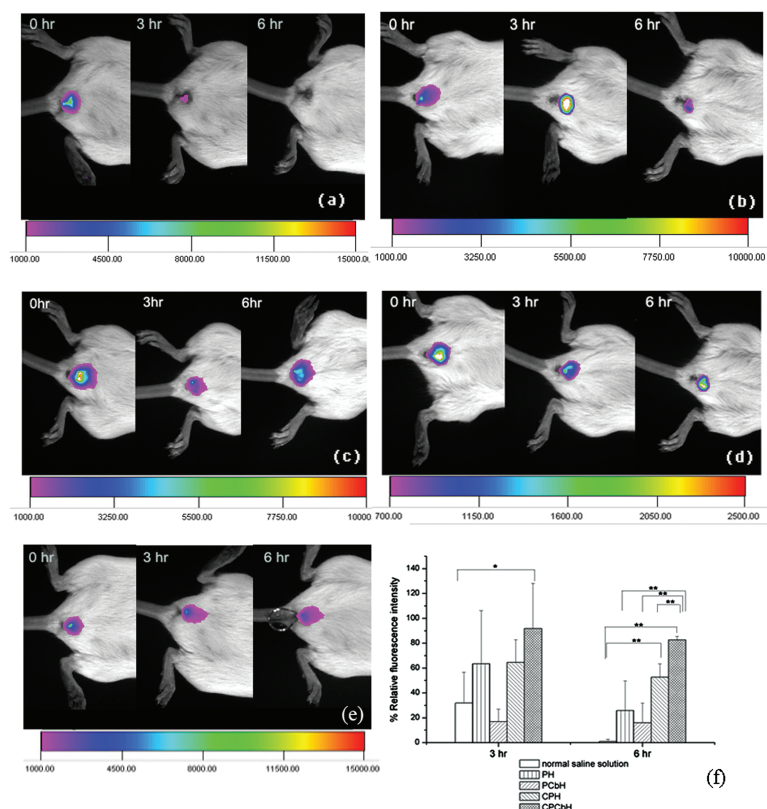 0 hr 3 hr 6 hr
(a)
1000.00 4500.00 8000.00 11500.00 15000.0
0 hr 3 hr 6 hr
(b)
1000.00 3250.00 5500.00 7750.00 10000.00
0hr 3hr 6hr
(c)
1000.00 3250.00 5500.00 7750.00 10000
0 hr 3 hr 6 hr
(d)
700.00 1150.00 1600.00 2050.00 2500.00
0 hr 3 hr 6 hr
(e)
1000.00 4500.00 8000.00 11500.00 15000.00
% Relative fluorescence intensity
140
120
100
80
60
40
20
0
*
**
**
**
**
**
3 hr 6 hr
normal saline solution
PH
PCbH
CPH
CPCbH
(f)